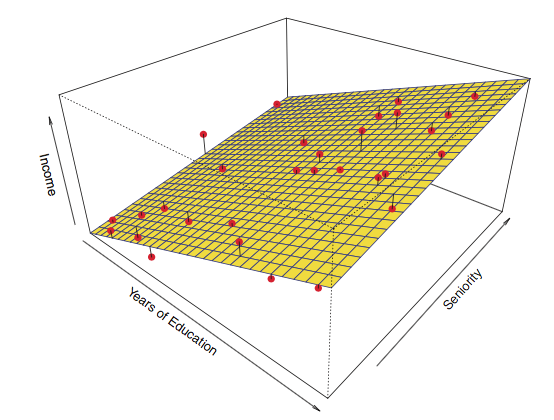 Income
Years of Education
Seniority